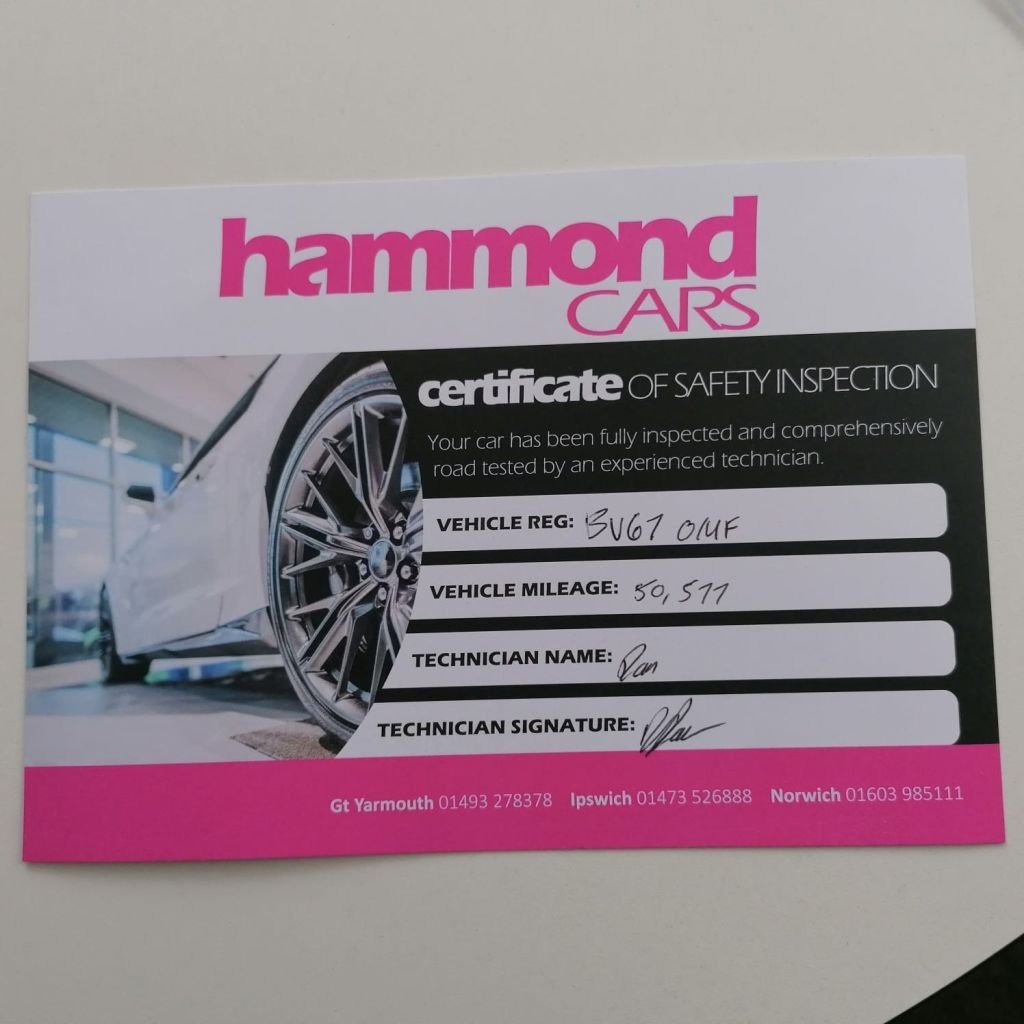 hammond
CARS
certificate OF SAFETY INSPECTION
Your car has been fully inspected and comprehensively
road tested by an experienced technician.
VEHICLE REG: BV67 OMF
VEHICLE MILEAGE: 50,577
TECHNICIAN NAME: Dan
TECHNICIAN SIGNATURE:
Gt Yarmouth 01493 278378 Ipswich 01473 526888 Norwich 01603 985111